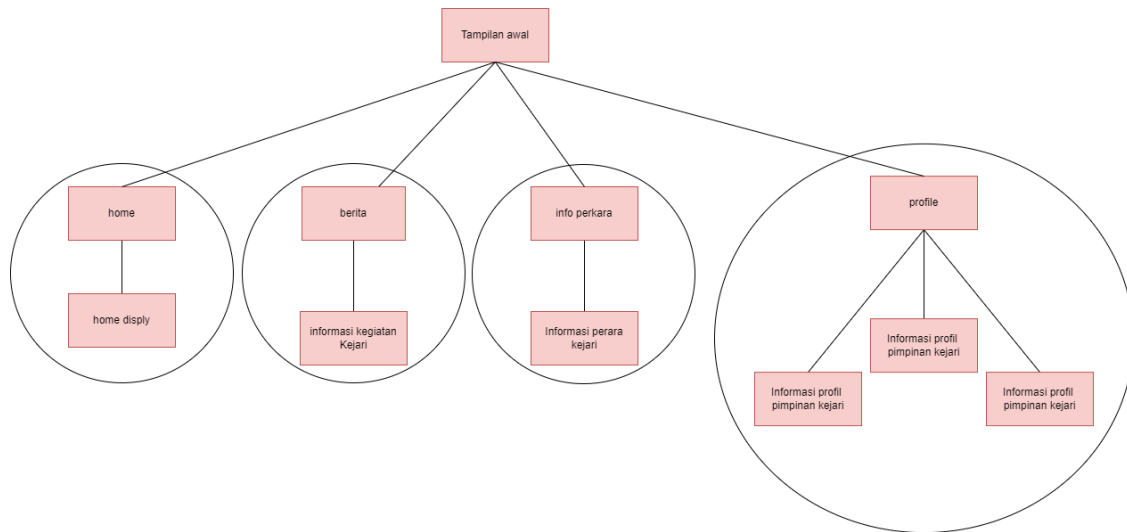 Tampilan awal
home
berita
info perkara
profile
home disply
informasi kegiatan
Kejari
Informasi perara
kejari
Informasi profil
pimpinan kejari
Informasi profil
pimpinan kejari
Informasi profil
pimpinan kejari